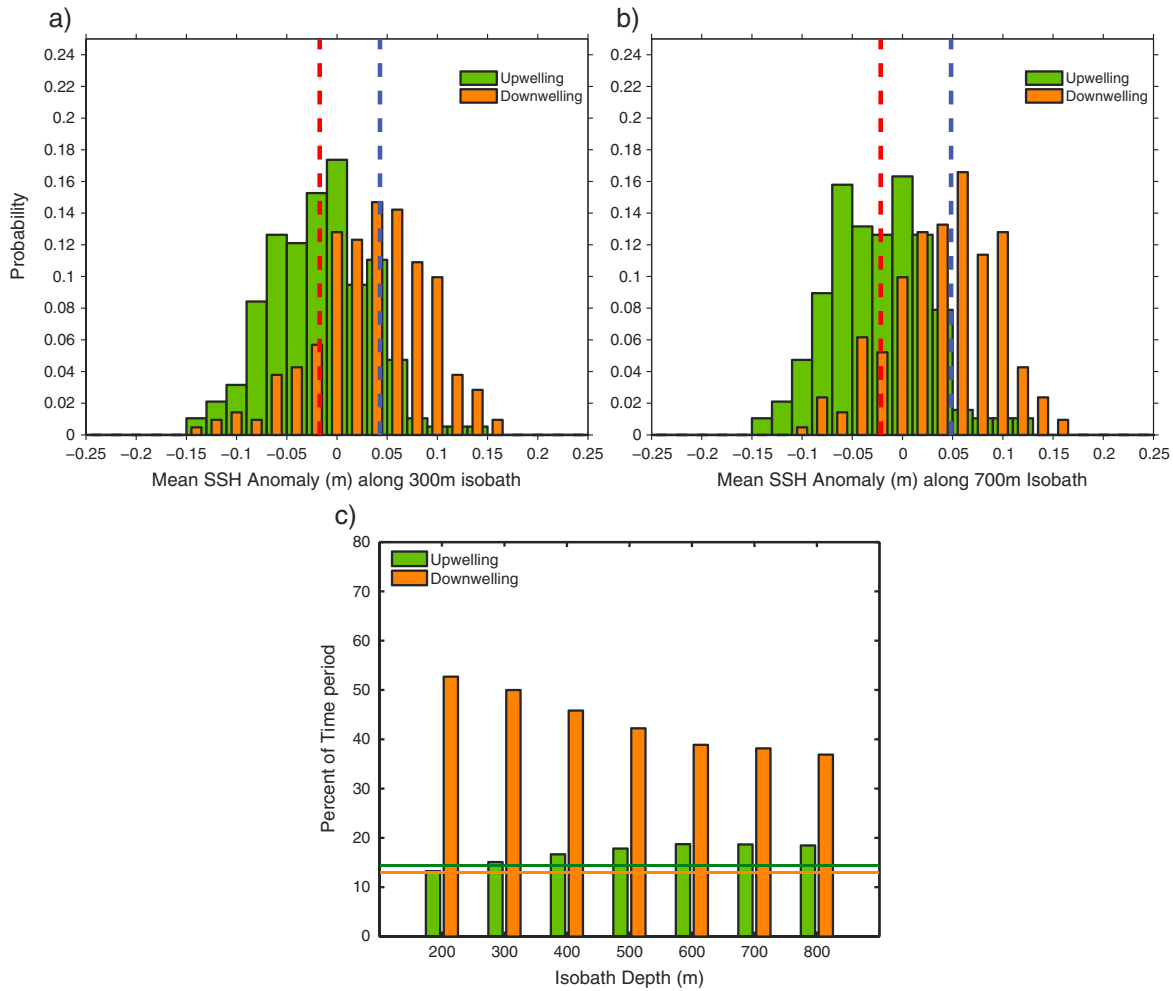 a)
0.24
0.22
0.2
0.18
0.16
0.14
0.12
0.1
0.08
0.06
0.04
0.02
0
Probability
Upwelling
Downwelling
−0.25 −0.2 −0.15 −0.1 −0.05 0 0.05 0.1 0.15 0.2 0.25
Mean SSH Anomaly (m) along 300m isobath
b)
0.24
0.22
0.2
0.18
0.16
0.14
0.12
0.1
0.08
0.06
0.04
0.02
0
Upwelling
Downwelling
−0.25 −0.2 −0.15 −0.1 −0.05 0 0.05 0.1 0.15 0.2 0.25
Mean SSH Anomaly (m) along 700m Isobath
c)
80
70
60
50
40
30
20
10
0
Percent of Time period
Upwelling
Downwelling
200 300 400 500 600 700 800
Isobath Depth (m)